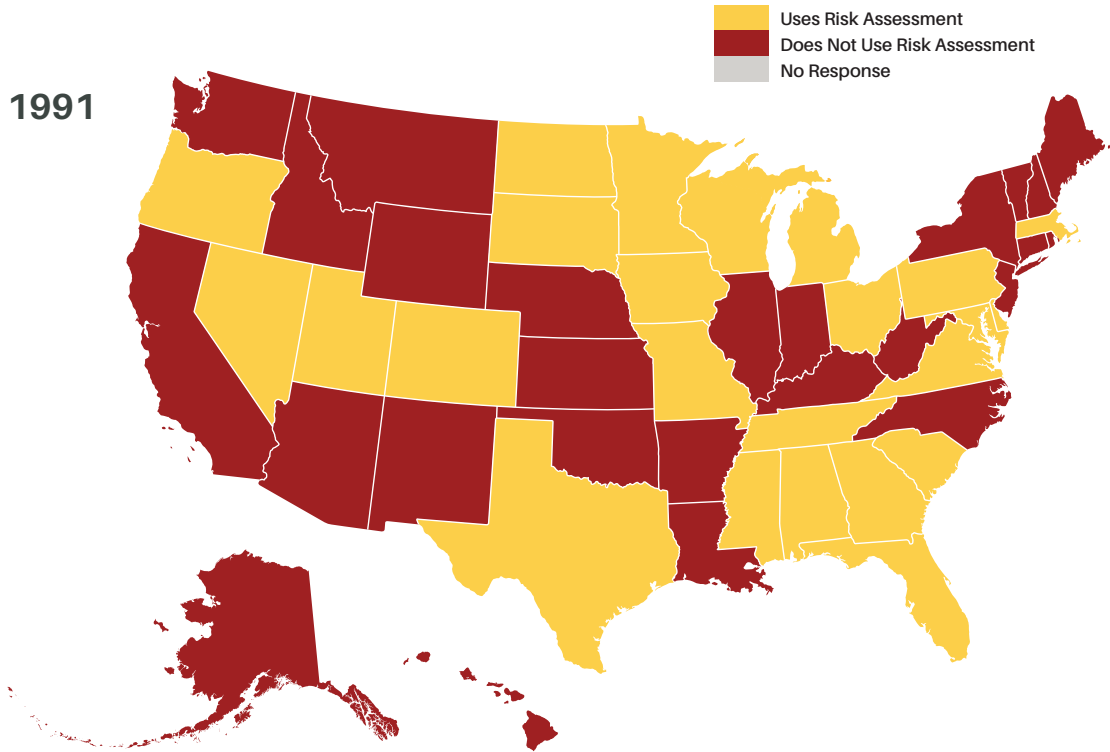 Uses Risk Assessment
Does Not Use Risk Assessment
No Response
1991